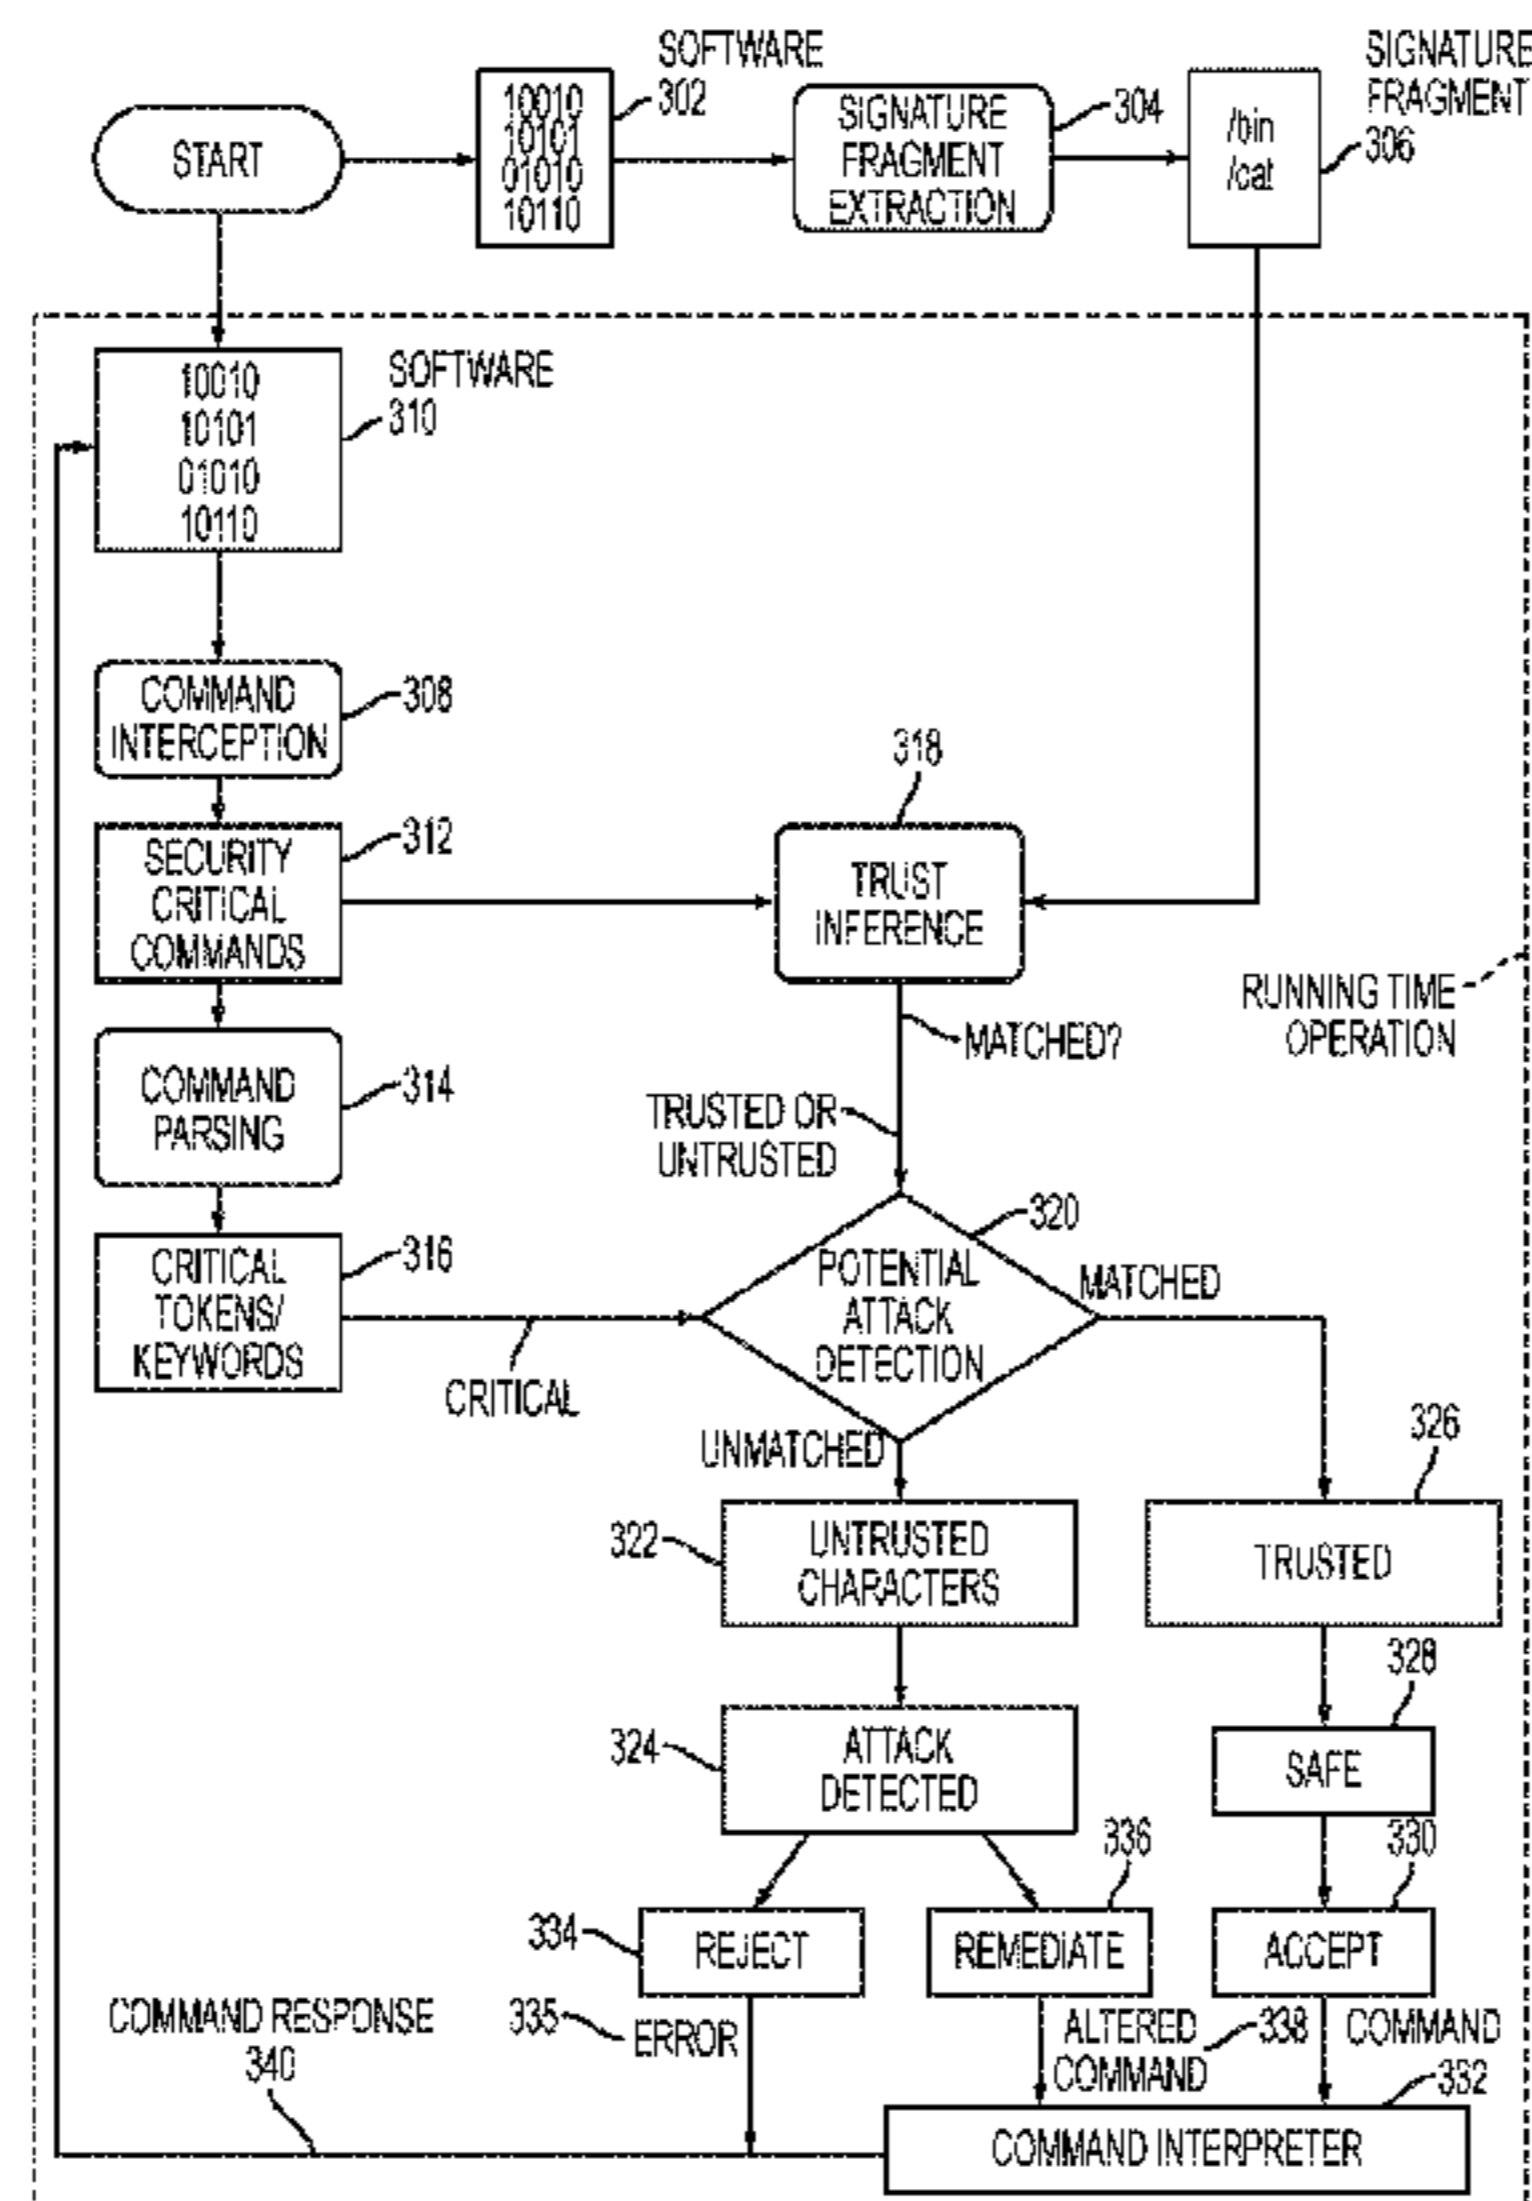 START
10010
10101
01010
10110
SOFTWARE
302
SIGNATURE
FRAGMENT
EXTRACTION
304
/bin
/cat
SIGNATURE
FRAGMENT
306
10010
10101
01010
10110
SOFTWARE
310
COMMAND
INTERCEPTION
308
SECURITY
CRITICAL
COMMANDS
312
318
TRUST
INFERENCE
RUNNING TIME
OPERATION
MATCHED?
COMMAND
PARSING
314
TRUSTED OR
UNTRUSTED
CRITICAL
TOKENS/
KEYWORDS
316
CRITICAL
POTENTIAL
ATTACK
DETECTION
320
MATCHED
UNMATCHED
322
UNTRUSTED
CHARACTERS
326
TRUSTED
324
ATTACK
DETECTED
328
SAFE
334
REJECT
336
REMEDIATE
330
ACCEPT
335
ERROR
ALTERED
COMMAND
338
COMMAND
332
COMMAND RESPONSE
340
COMMAND INTERPRETER